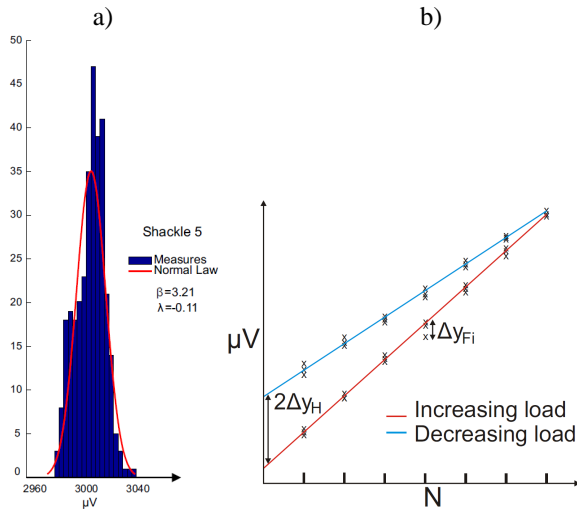 a)
50
45
40
35
30
25
20
15
10
5
0
2960
3000
3040
µV
Shackle 5
Measures
Normal Law
β=3.21
λ=-0.11
b)
µV
2Δy_H
Δy_Fi
Increasing load
Decreasing load
N